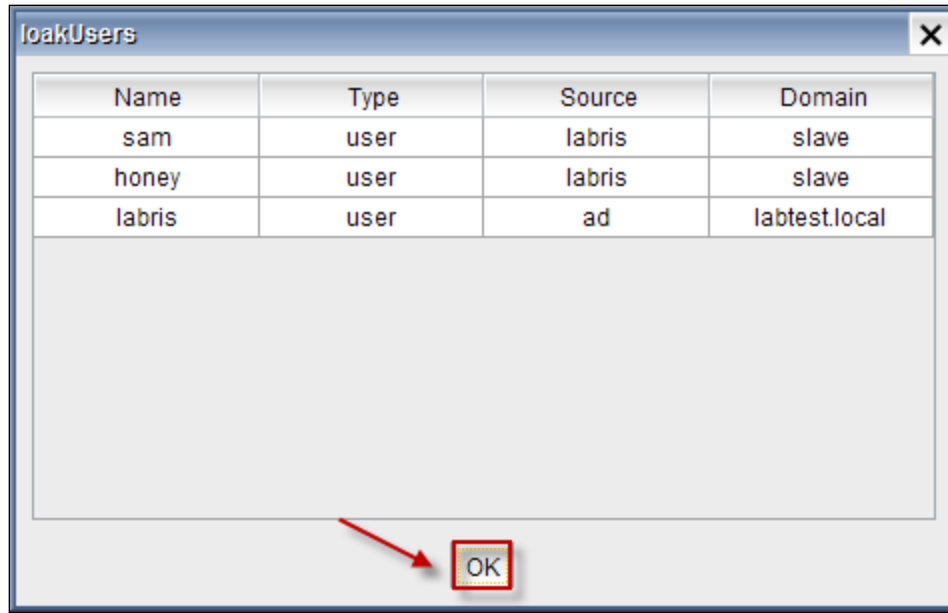 loakUsers
Name Type Source Domain
sam user labris slave
honey user labris slave
labris user ad labtest.local
OK